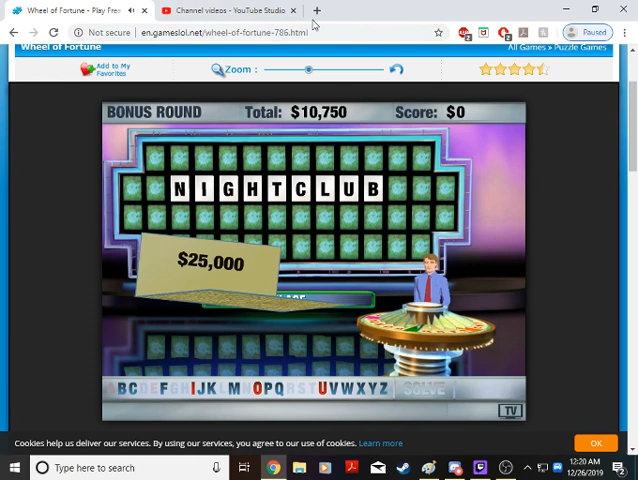 Wheel of Fortune - Play Free
Channel videos - YouTube Studio
Not secure | en.gameslol.net/wheel-of-fortune-786.html
Paused
Wheel of Fortune
All Games » Puzzle Games
Add to My
Favorites
Zoom :
BONUS ROUND Total: $10,750 Score: $0
NIGHTCLUB
$25,000
ABCDEFGHIJKLMNOPQRSTUVWXYZ SOLVE
TV
Cookies help us deliver our services. By using our services, you agree to our use of cookies. Learn more
OK
Type here to search
12:20 AM
12/26/2019
2